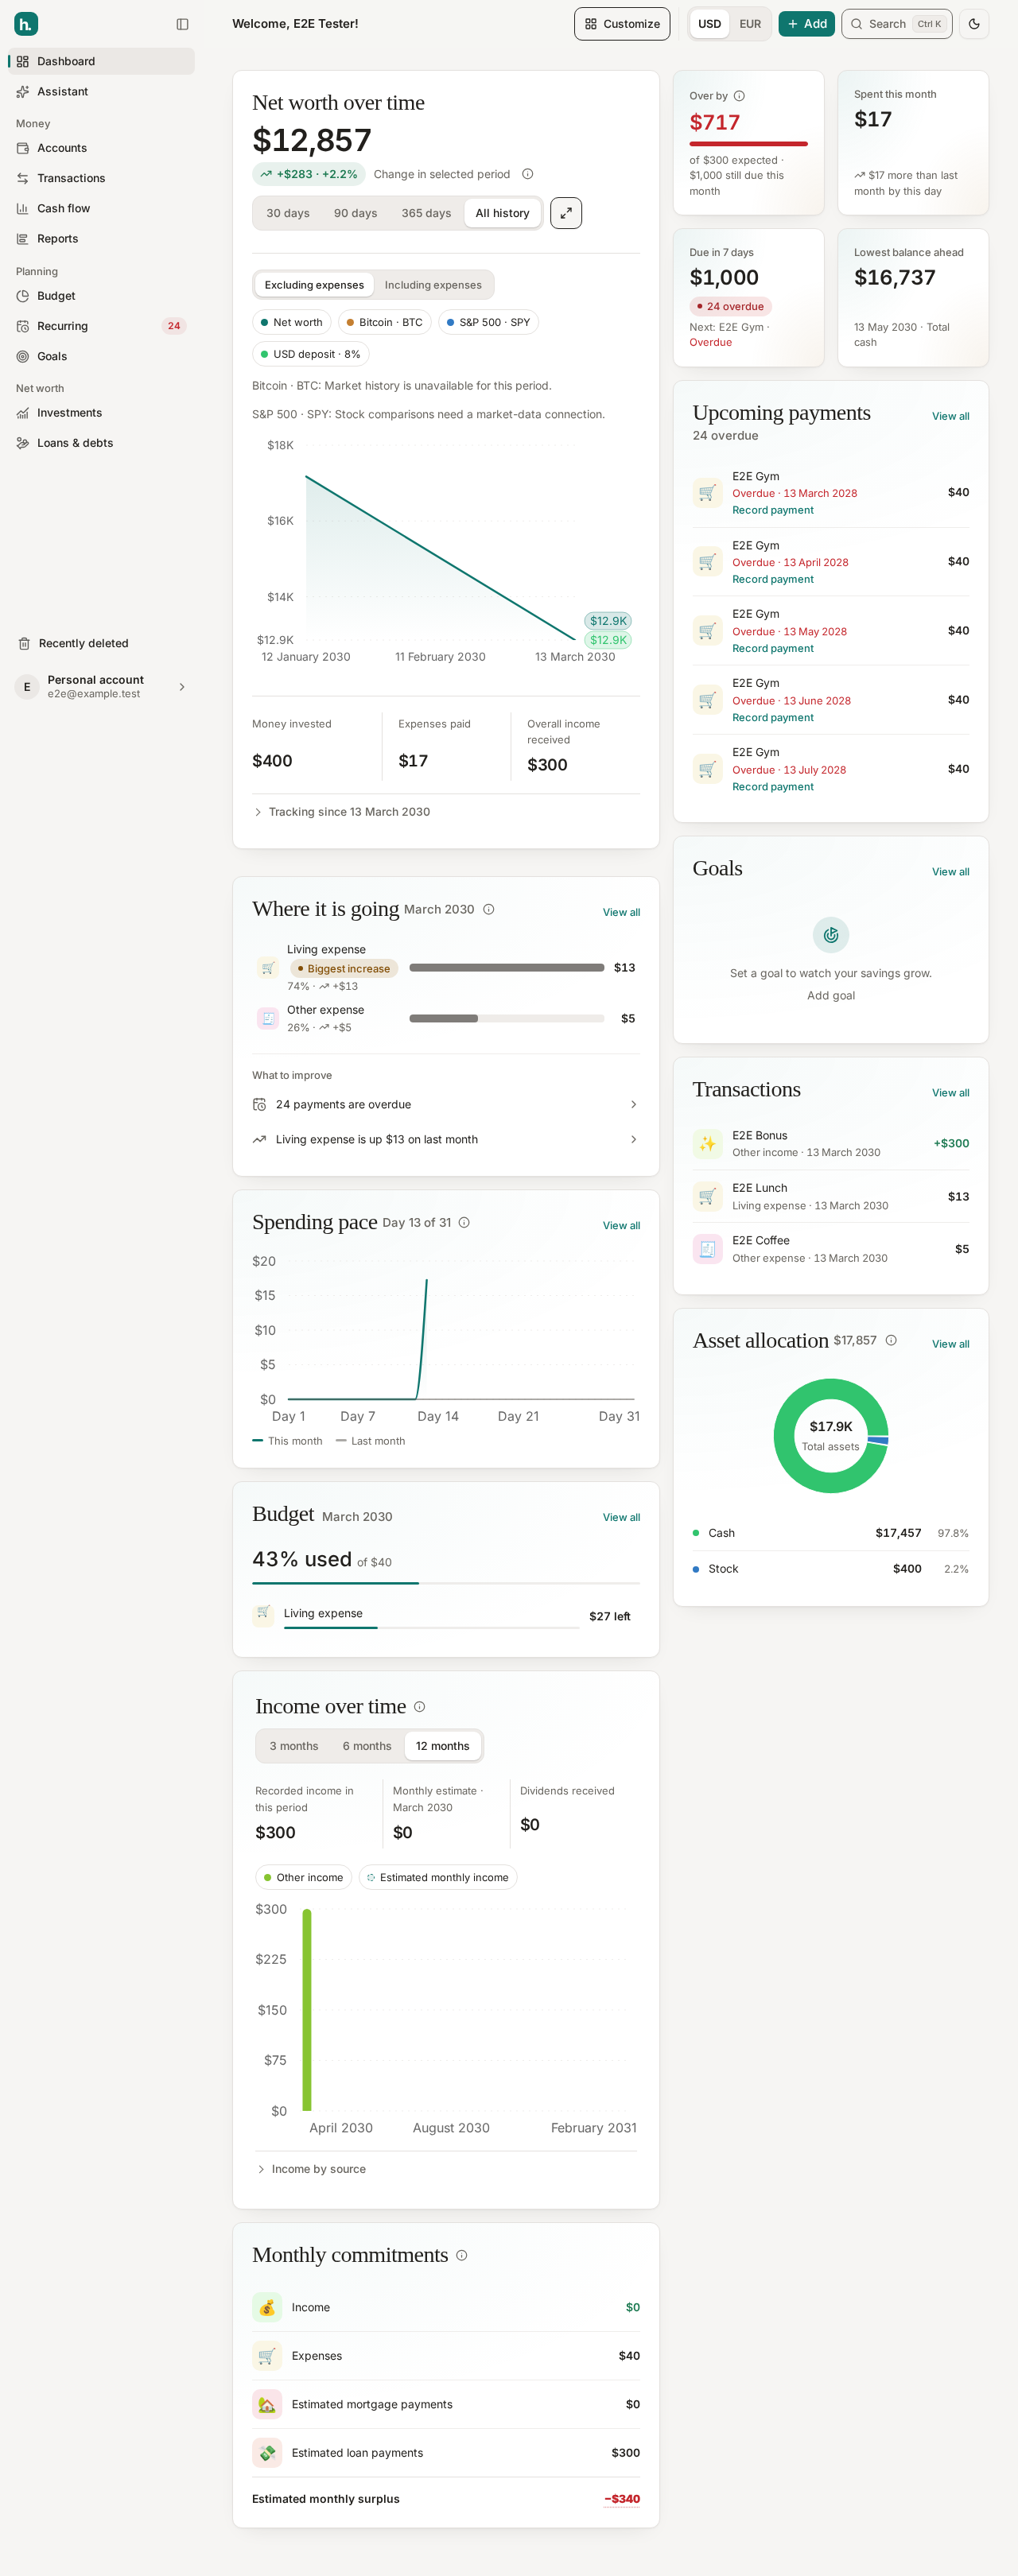 h.
Dashboard
Assistant
Money
Accounts
Transactions
Cash flow
Reports
Planning
Budget
Recurring
24
Goals
Net worth
Investments
Loans & debts
Recently deleted
E
Personal account
e2e@example.test
Welcome, E2E Tester!
Customize
USD
EUR
Add
Search
Ctrl K
Net worth over time
$12,857
+$283 · +2.2%
Change in selected period
30 days
90 days
365 days
All history
Excluding expenses
Including expenses
Net worth
Bitcoin · BTC
S&P 500 · SPY
USD deposit · 8%
Bitcoin · BTC: Market history is unavailable for this period.
S&P 500 · SPY: Stock comparisons need a market-data connection.
$18K
$16K
$14K
$12.9K
$12.9K
$12.9K
12 January 2030
11 February 2030
13 March 2030
Money invested
$400
Expenses paid
$17
Overall income
received
$300
Tracking since 13 March 2030
Where it is going March 2030
View all
Living expense
Biggest increase
74% · +$13
$13
Other expense
26% · +$5
$5
What to improve
24 payments are overdue
Living expense is up $13 on last month
Spending pace Day 13 of 31
View all
$20
$15
$10
$5
$0
Day 1
Day 7
Day 14
Day 21
Day 31
This month
Last month
Budget March 2030
View all
43% used of $40
Living expense
$27 left
Income over time
3 months
6 months
12 months
Recorded income in
this period
$300
Monthly estimate ·
March 2030
$0
Dividends received
$0
Other income
Estimated monthly income
$300
$225
$150
$75
$0
April 2030
August 2030
February 2031
Income by source
Monthly commitments
Income
$0
Expenses
$40
Estimated mortgage payments
$0
Estimated loan payments
$300
Estimated monthly surplus
−$340
Over by
$717
of $300 expected ·
$1,000 still due this
month
Spent this month
$17
$17 more than last
month by this day
Due in 7 days
$1,000
24 overdue
Next: E2E Gym ·
Overdue
Lowest balance ahead
$16,737
13 May 2030 · Total
cash
Upcoming payments
View all
24 overdue
E2E Gym
Overdue · 13 March 2028
Record payment
$40
E2E Gym
Overdue · 13 April 2028
Record payment
$40
E2E Gym
Overdue · 13 May 2028
Record payment
$40
E2E Gym
Overdue · 13 June 2028
Record payment
$40
E2E Gym
Overdue · 13 July 2028
Record payment
$40
Goals
View all
Set a goal to watch your savings grow.
Add goal
Transactions
View all
E2E Bonus
Other income · 13 March 2030
+$300
E2E Lunch
Living expense · 13 March 2030
$13
E2E Coffee
Other expense · 13 March 2030
$5
Asset allocation $17,857
View all
$17.9K
Total assets
Cash
$17,457
97.8%
Stock
$400
2.2%